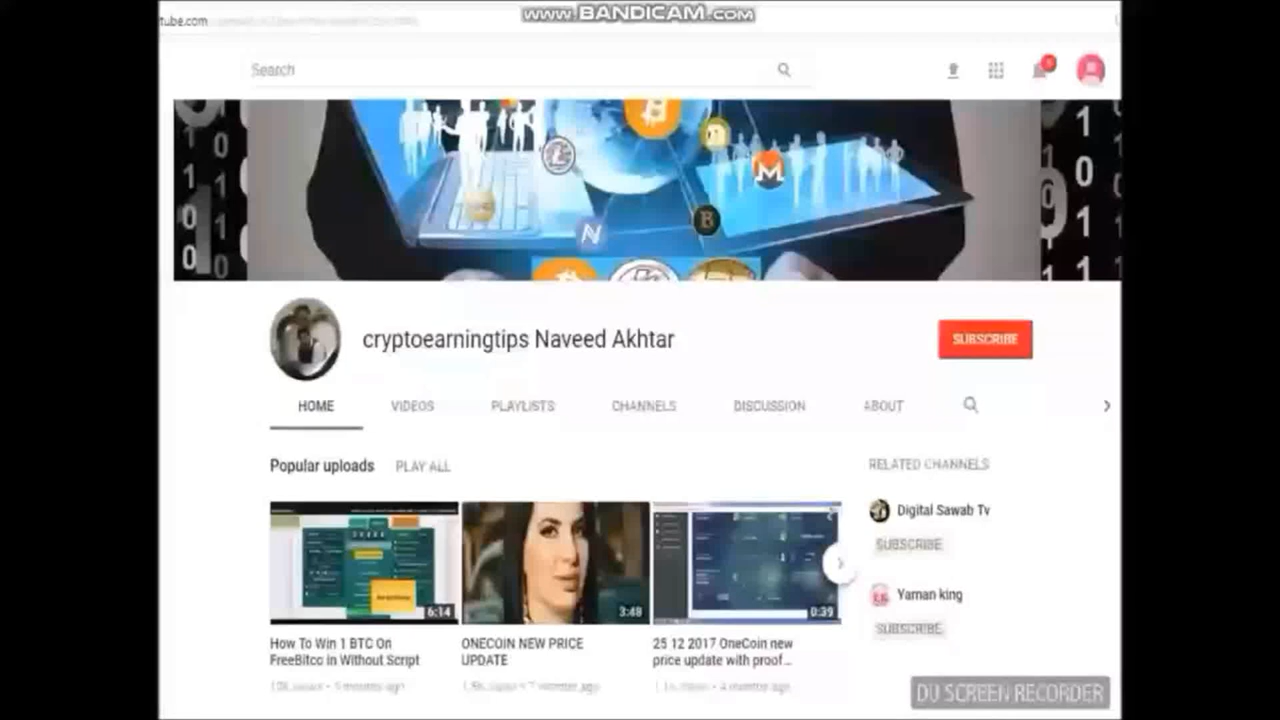 www.BANDICAM.com
tube.com
Search
cryptoearningtips Naveed Akhtar
SUBSCRIBE
HOME
VIDEOS
PLAYLISTS
CHANNELS
DISCUSSION
ABOUT
Popular uploads
PLAY ALL
6:14
How To Win 1 BTC On
FreeBitco in Without Script
3:48
ONECOIN NEW PRICE
UPDATE
0:39
25 12 2017 OneCoin new
price update with proof...
RELATED CHANNELS
Digital Sawab Tv
SUBSCRIBE
Yaman king
SUBSCRIBE
DU SCREEN RECORDER